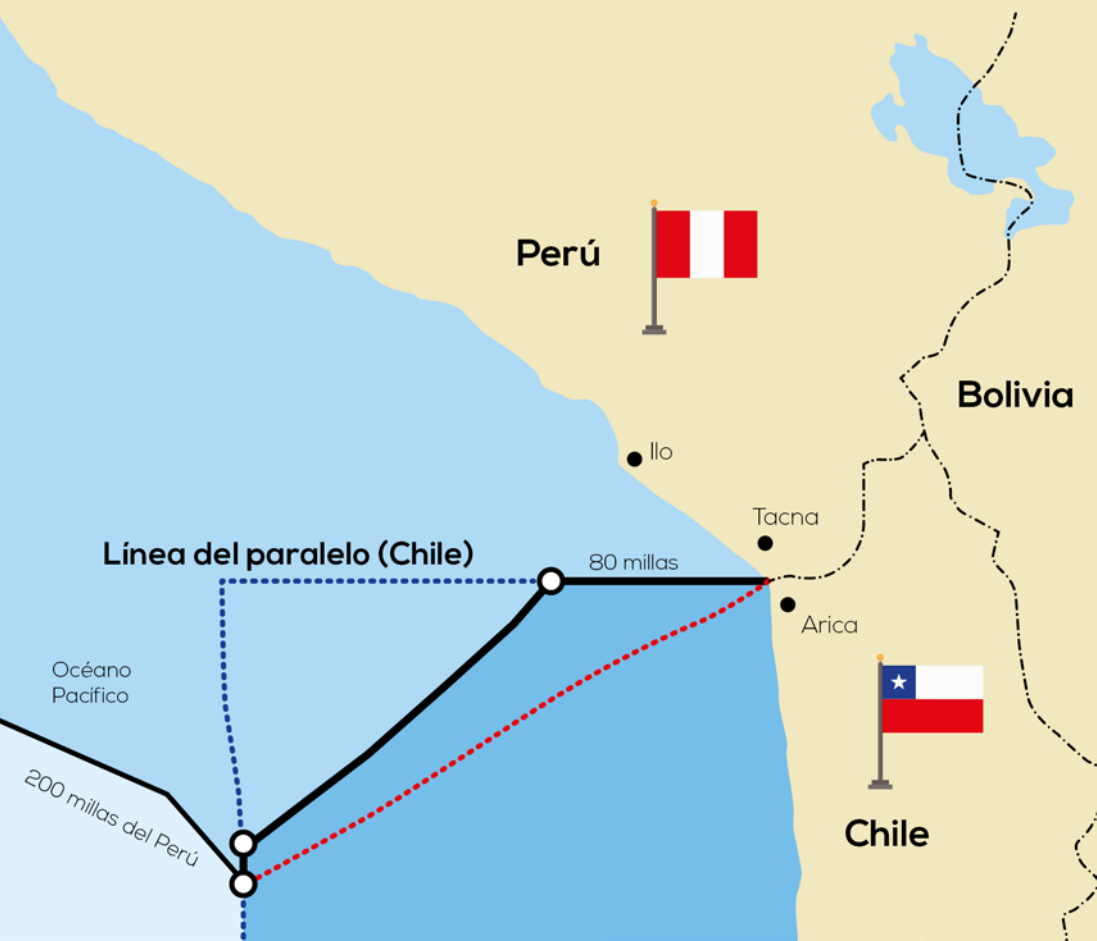 Perú
Bolivia
Ilo
Tacna
Línea del paralelo (Chile)
80 millas
Arica
Océano
Pacífico
200 millas del Perú
Chile